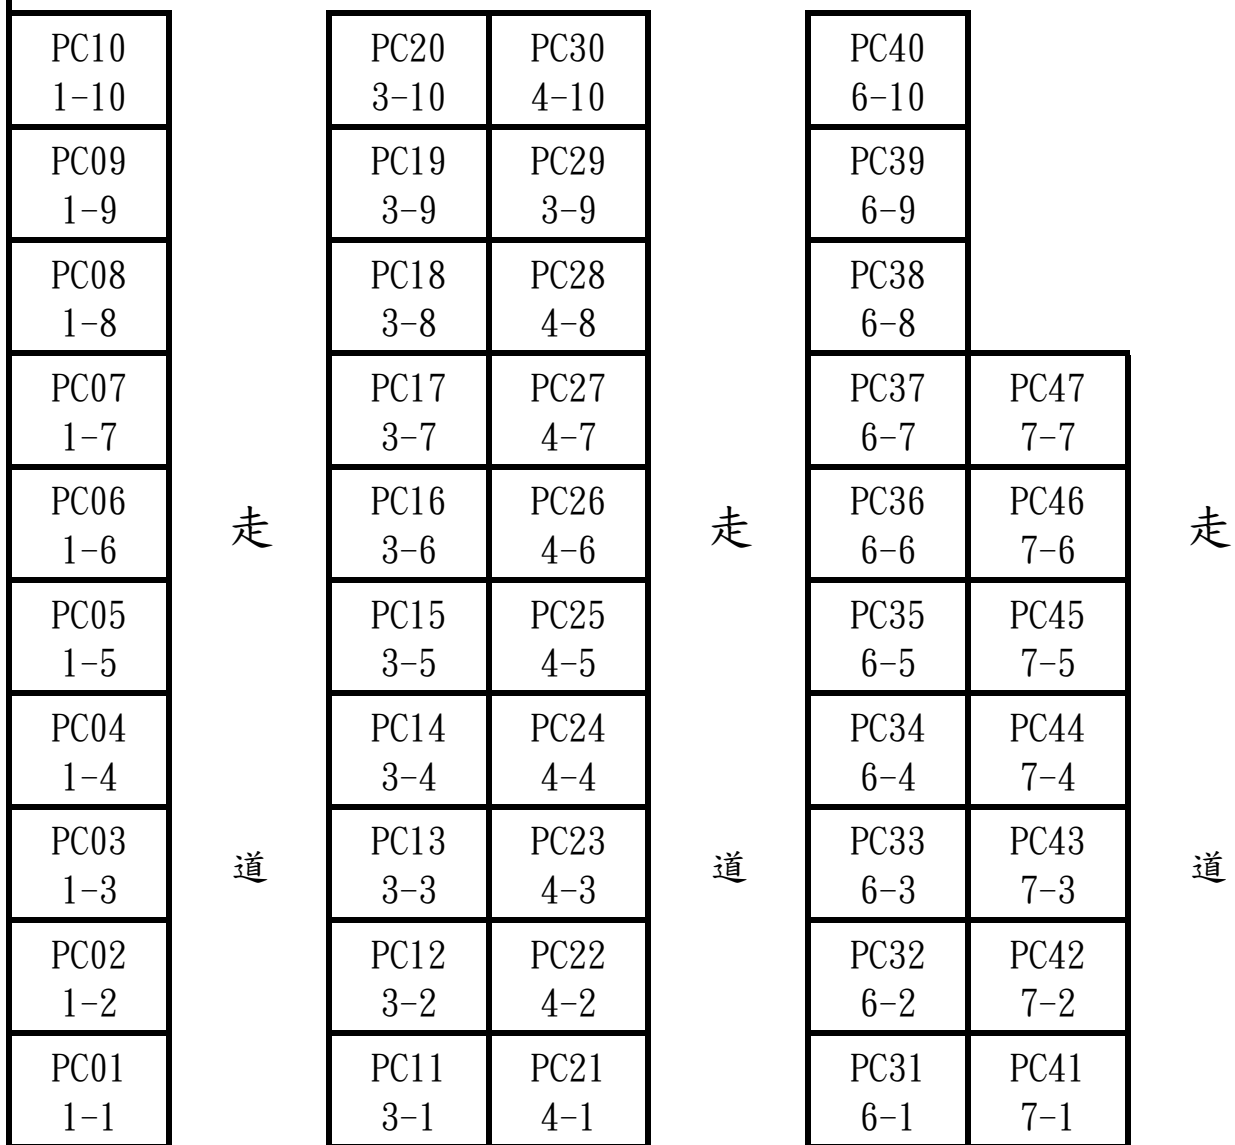 PC10 PC20 PC30 PC40
1-10 3-10 4-10 6-10
PC09 PC19 PC29 PC39
1-9 3-9 3-9 6-9
PC08 PC18 PC28 PC38
1-8 3-8 4-8 6-8
PC07 PC17 PC27 PC37 PC47
1-7 3-7 4-7 6-7 7-7
PC06 PC16 PC26 PC36 PC46
走 走 走
1-6 3-6 4-6 6-6 7-6
PC05 PC15 PC25 PC35 PC45
1-5 3-5 4-5 6-5 7-5
PC04 PC14 PC24 PC34 PC44
1-4 3-4 4-4 6-4 7-4
PC03 PC13 PC23 PC33 PC43
道 道 道
1-3 3-3 4-3 6-3 7-3
PC02 PC12 PC22 PC32 PC42
1-2 3-2 4-2 6-2 7-2
PC01 PC11 PC21 PC31 PC41
1-1 3-1 4-1 6-1 7-1